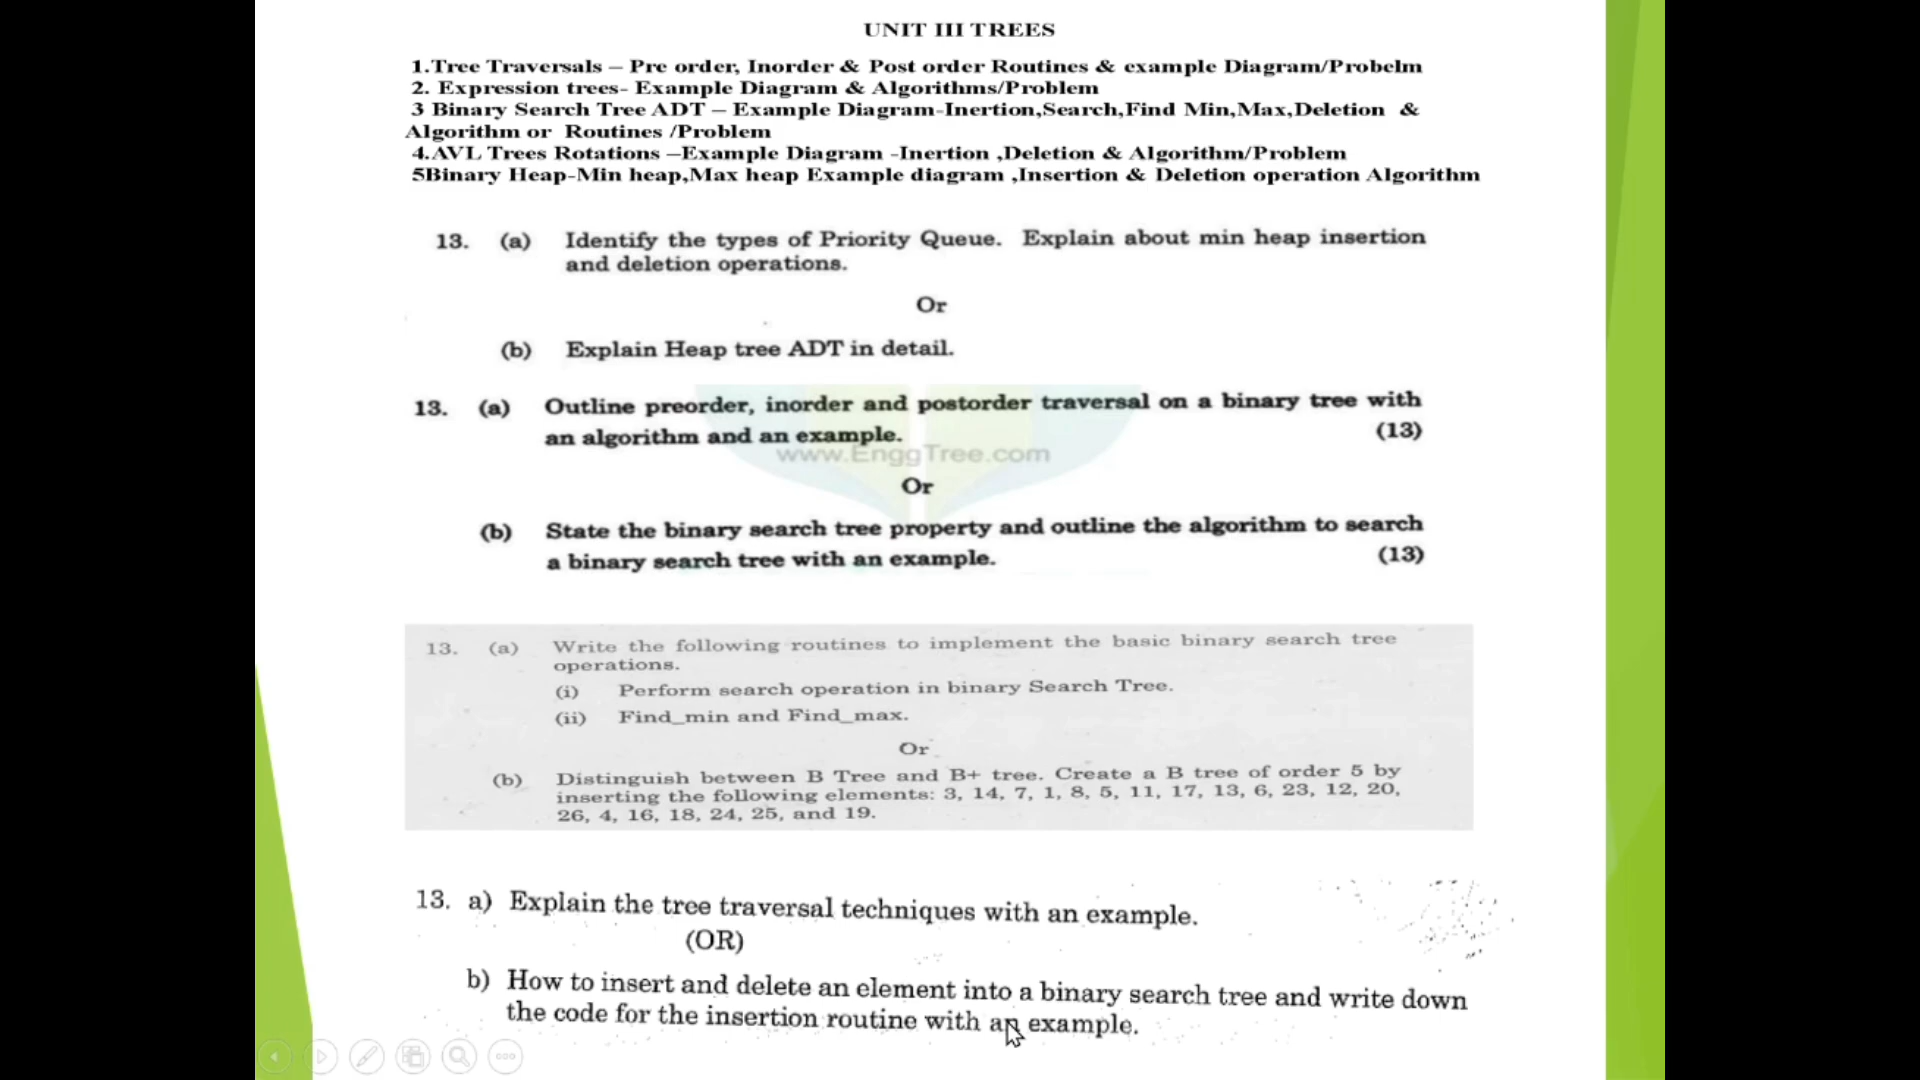 UNIT III TREES
1.Tree Traversals – Pre order, Inorder & Post order Routines & example Diagram/Probelm
2. Expression trees- Example Diagram & Algorithms/Problem
3 Binary Search Tree ADT – Example Diagram-Inertion,Search,Find Min,Max,Deletion &
Algorithm or Routines /Problem
4.AVL Trees Rotations –Example Diagram -Inertion ,Deletion & Algorithm/Problem
5Binary Heap-Min heap,Max heap Example diagram ,Insertion & Deletion operation Algorithm
13. (a) Identify the types of Priority Queue. Explain about min heap insertion
and deletion operations.
Or
(b) Explain Heap tree ADT in detail.
13. (a) Outline preorder, inorder and postorder traversal on a binary tree with
an algorithm and an example. (13)
www.EnggTree.com
Or
(b) State the binary search tree property and outline the algorithm to search
a binary search tree with an example. (13)
13. (a) Write the following routines to implement the basic binary search tree
operations.
(i) Perform search operation in binary Search Tree.
(ii) Find_min and Find_max.
Or
(b) Distinguish between B Tree and B+ tree. Create a B tree of order 5 by
inserting the following elements: 3, 14, 7, 1, 8, 5, 11, 17, 13, 6, 23, 12, 20,
26, 4, 16, 18, 24, 25, and 19.
13. a) Explain the tree traversal techniques with an example.
(OR)
b) How to insert and delete an element into a binary search tree and write down
the code for the insertion routine with an example.